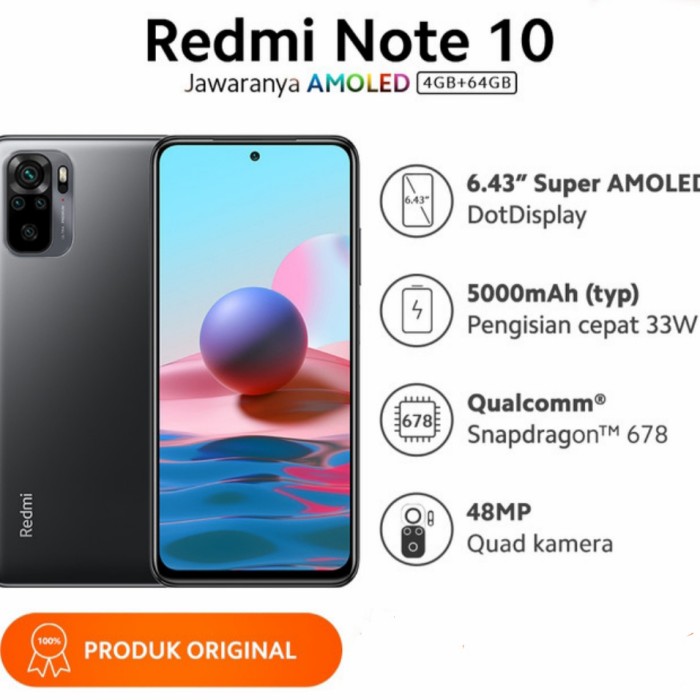 Redmi Note 10
Jawaranya AMOLED 4GB+64GB
6.43"
6.43” Super AMOLED
DotDisplay
5000mAh (typ)
Pengisian cepat 33W
678
Qualcomm®
Snapdragon™ 678
48MP
Quad kamera
Redmi
100%
PRODUK ORIGINAL